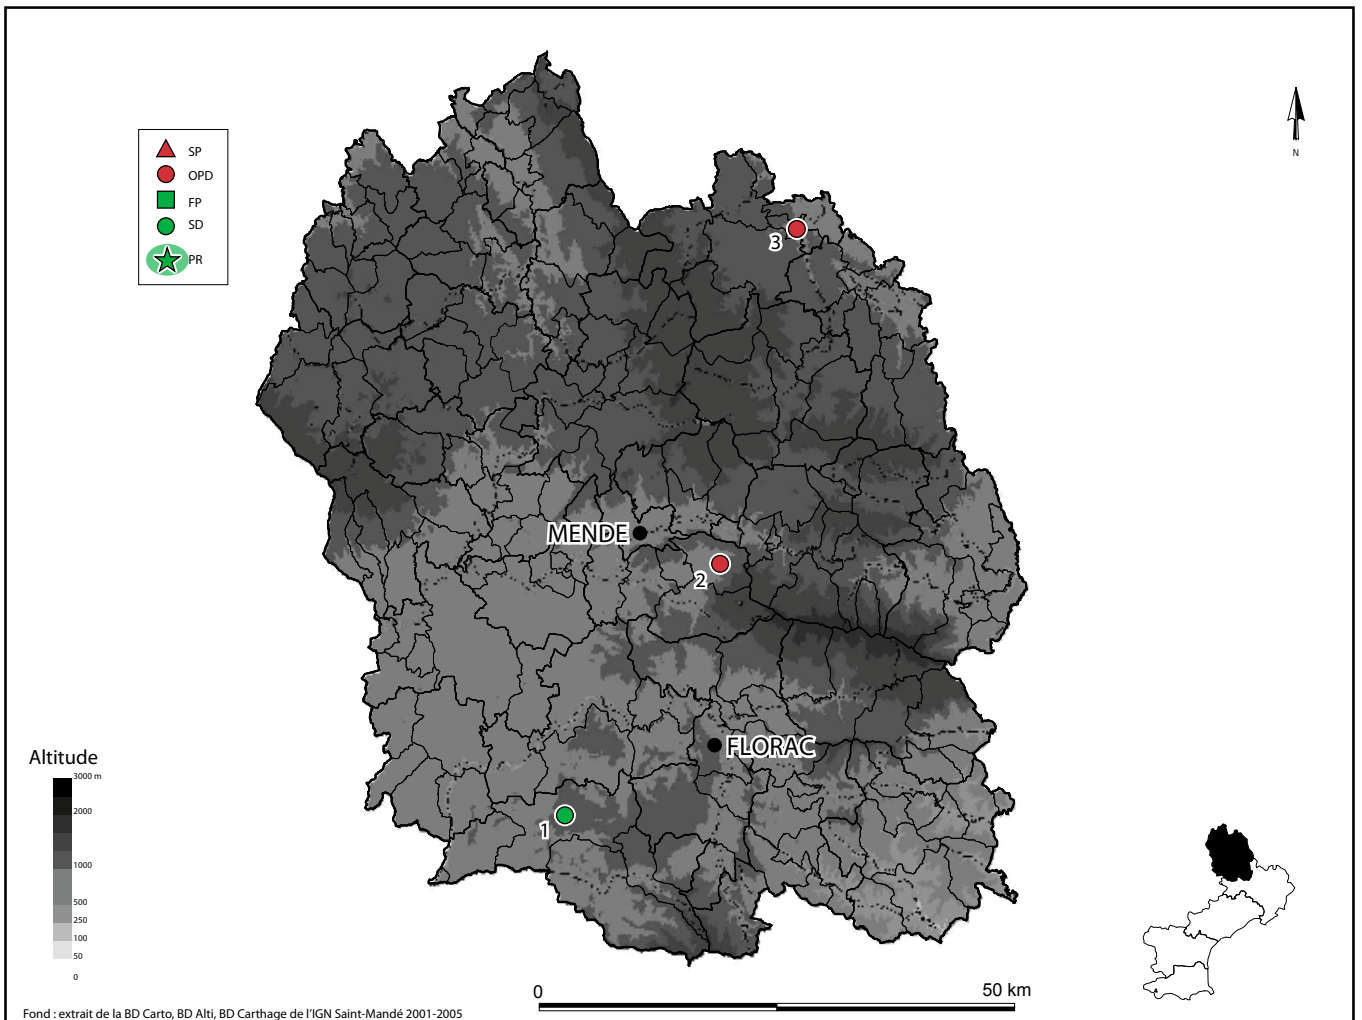 N
SP
OPD
FP
SD
PR
3
MENDE
2
FLORAC
1
Altitude
3000 m
2000
1000
500
250
100
50
0
0
50 km
Fond : extrait de la BD Carto, BD Alti, BD Carthage de l'IGN Saint-Mandé 2001-2005